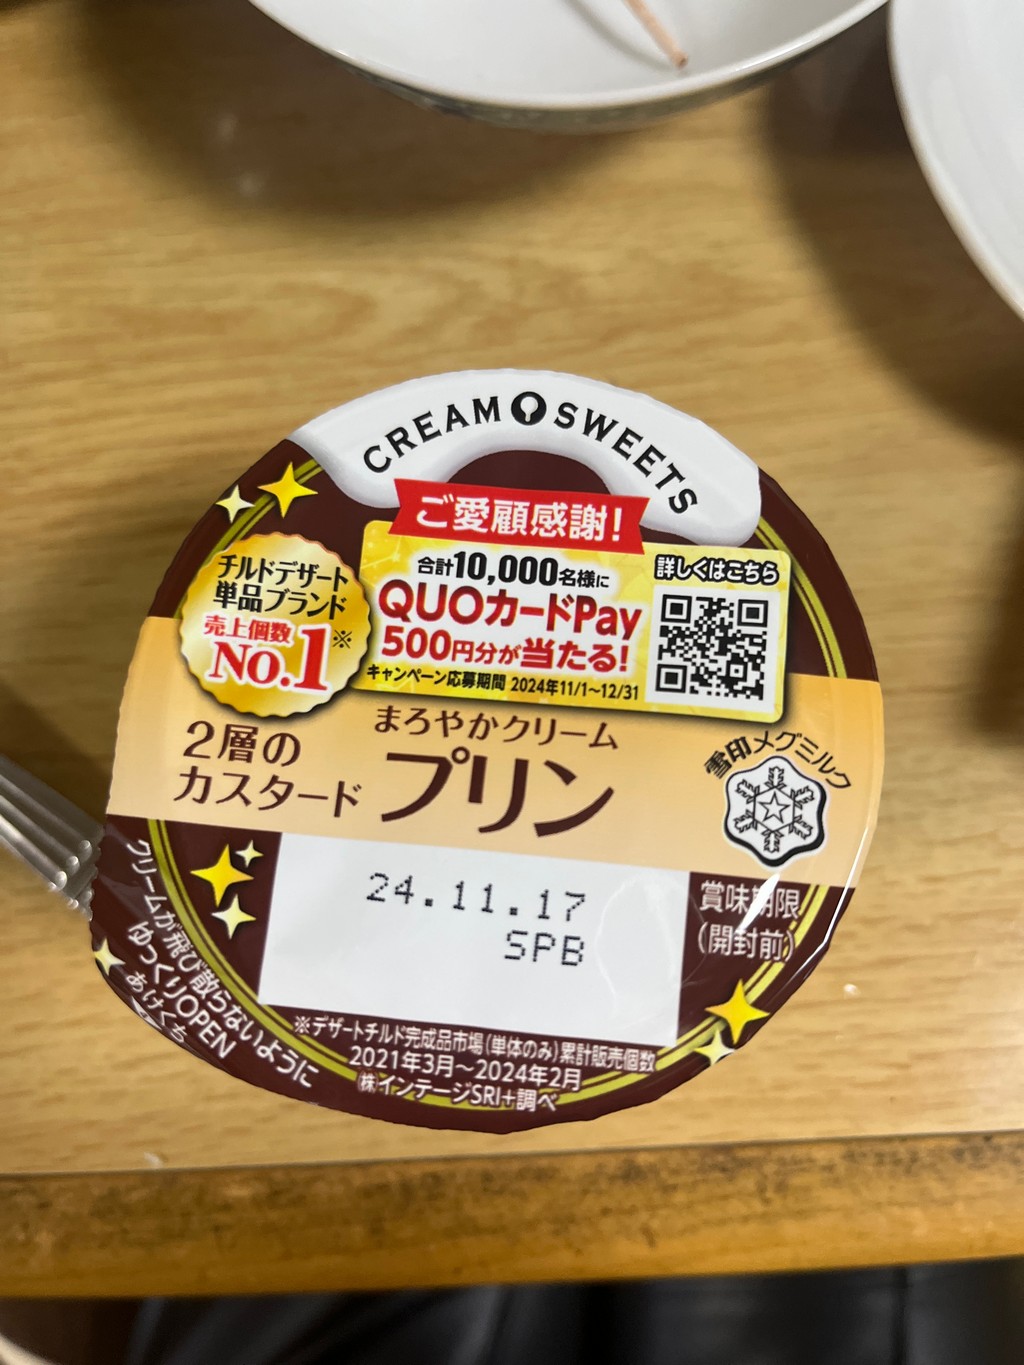 CREAM SWEETS
ご愛顧感謝!
チルドデザート
単品ブランド
売上個数
No.1※
合計10,000名様に
QUOカードPay
500円分が当たる!
キャンペーン応募期間 2024年11/1~12/31
詳しくはこちら
2層の
カスタード
まろやかクリーム
プリン
雪印メグミルク
24.11.17
SPB
賞味期限
(開封前)
クリームが飛び散らないように
ゆっくりOPEN
あけくち
※デザートチルド完成品市場(単体のみ)累計販売個数
2021年3月~2024年2月
㈱インテージSRI+調べ